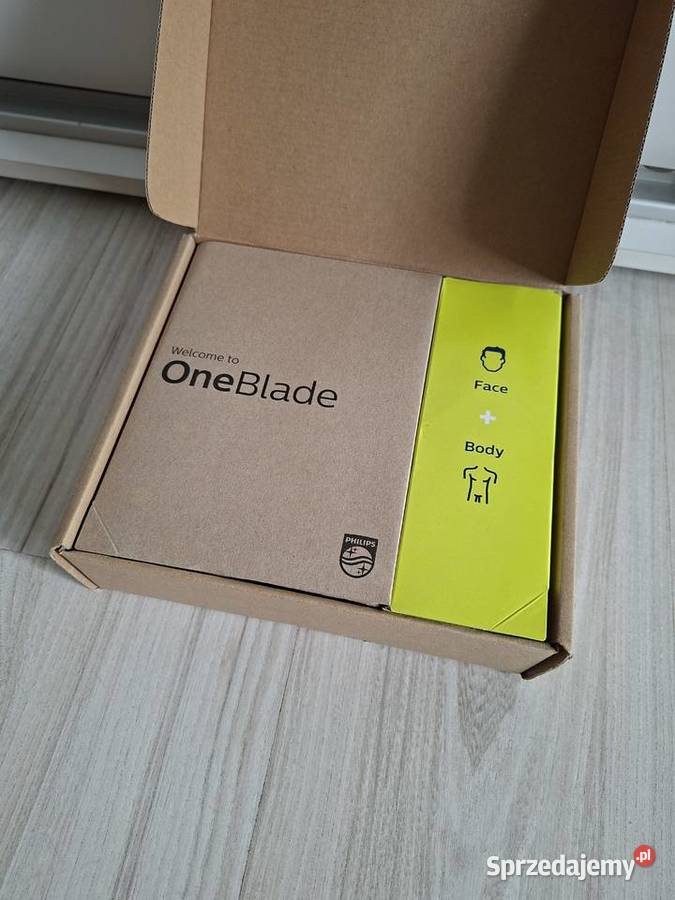 Welcome to
OneBlade
PHILIPS
Face
+
Body
Sprzedajemy.pl